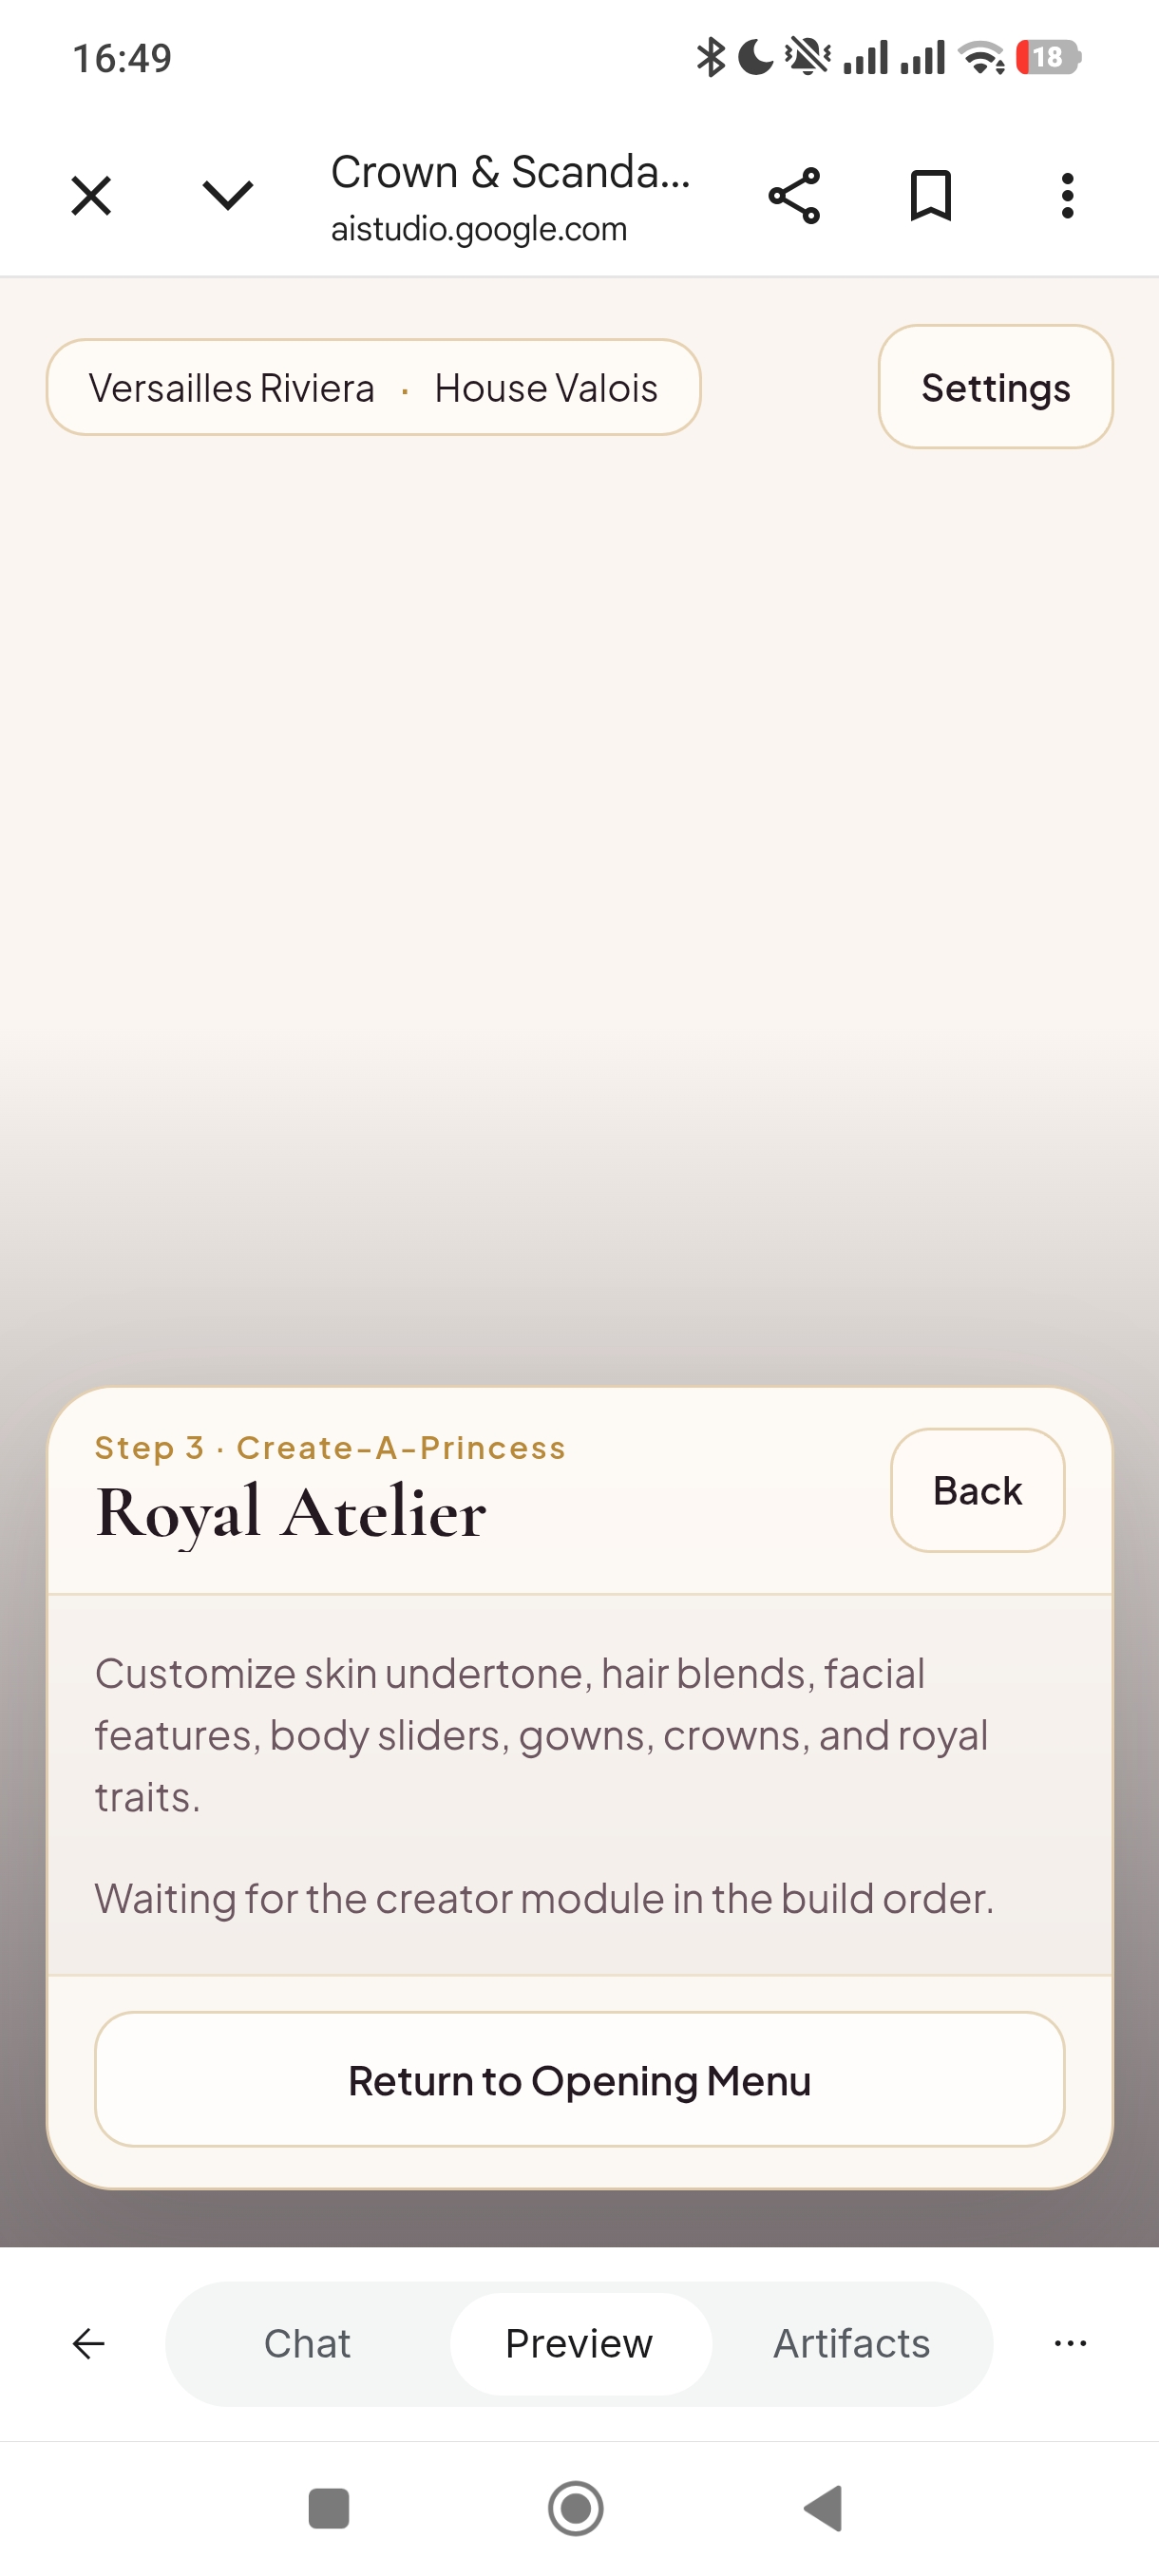 16:49
18
Crown & Scanda...
aistudio.google.com
Versailles Riviera · House Valois
Settings
Step 3 · Create-A-Princess
Royal Atelier
Back
Customize skin undertone, hair blends, facial
features, body sliders, gowns, crowns, and royal
traits.
Waiting for the creator module in the build order.
Return to Opening Menu
Chat
Preview
Artifacts